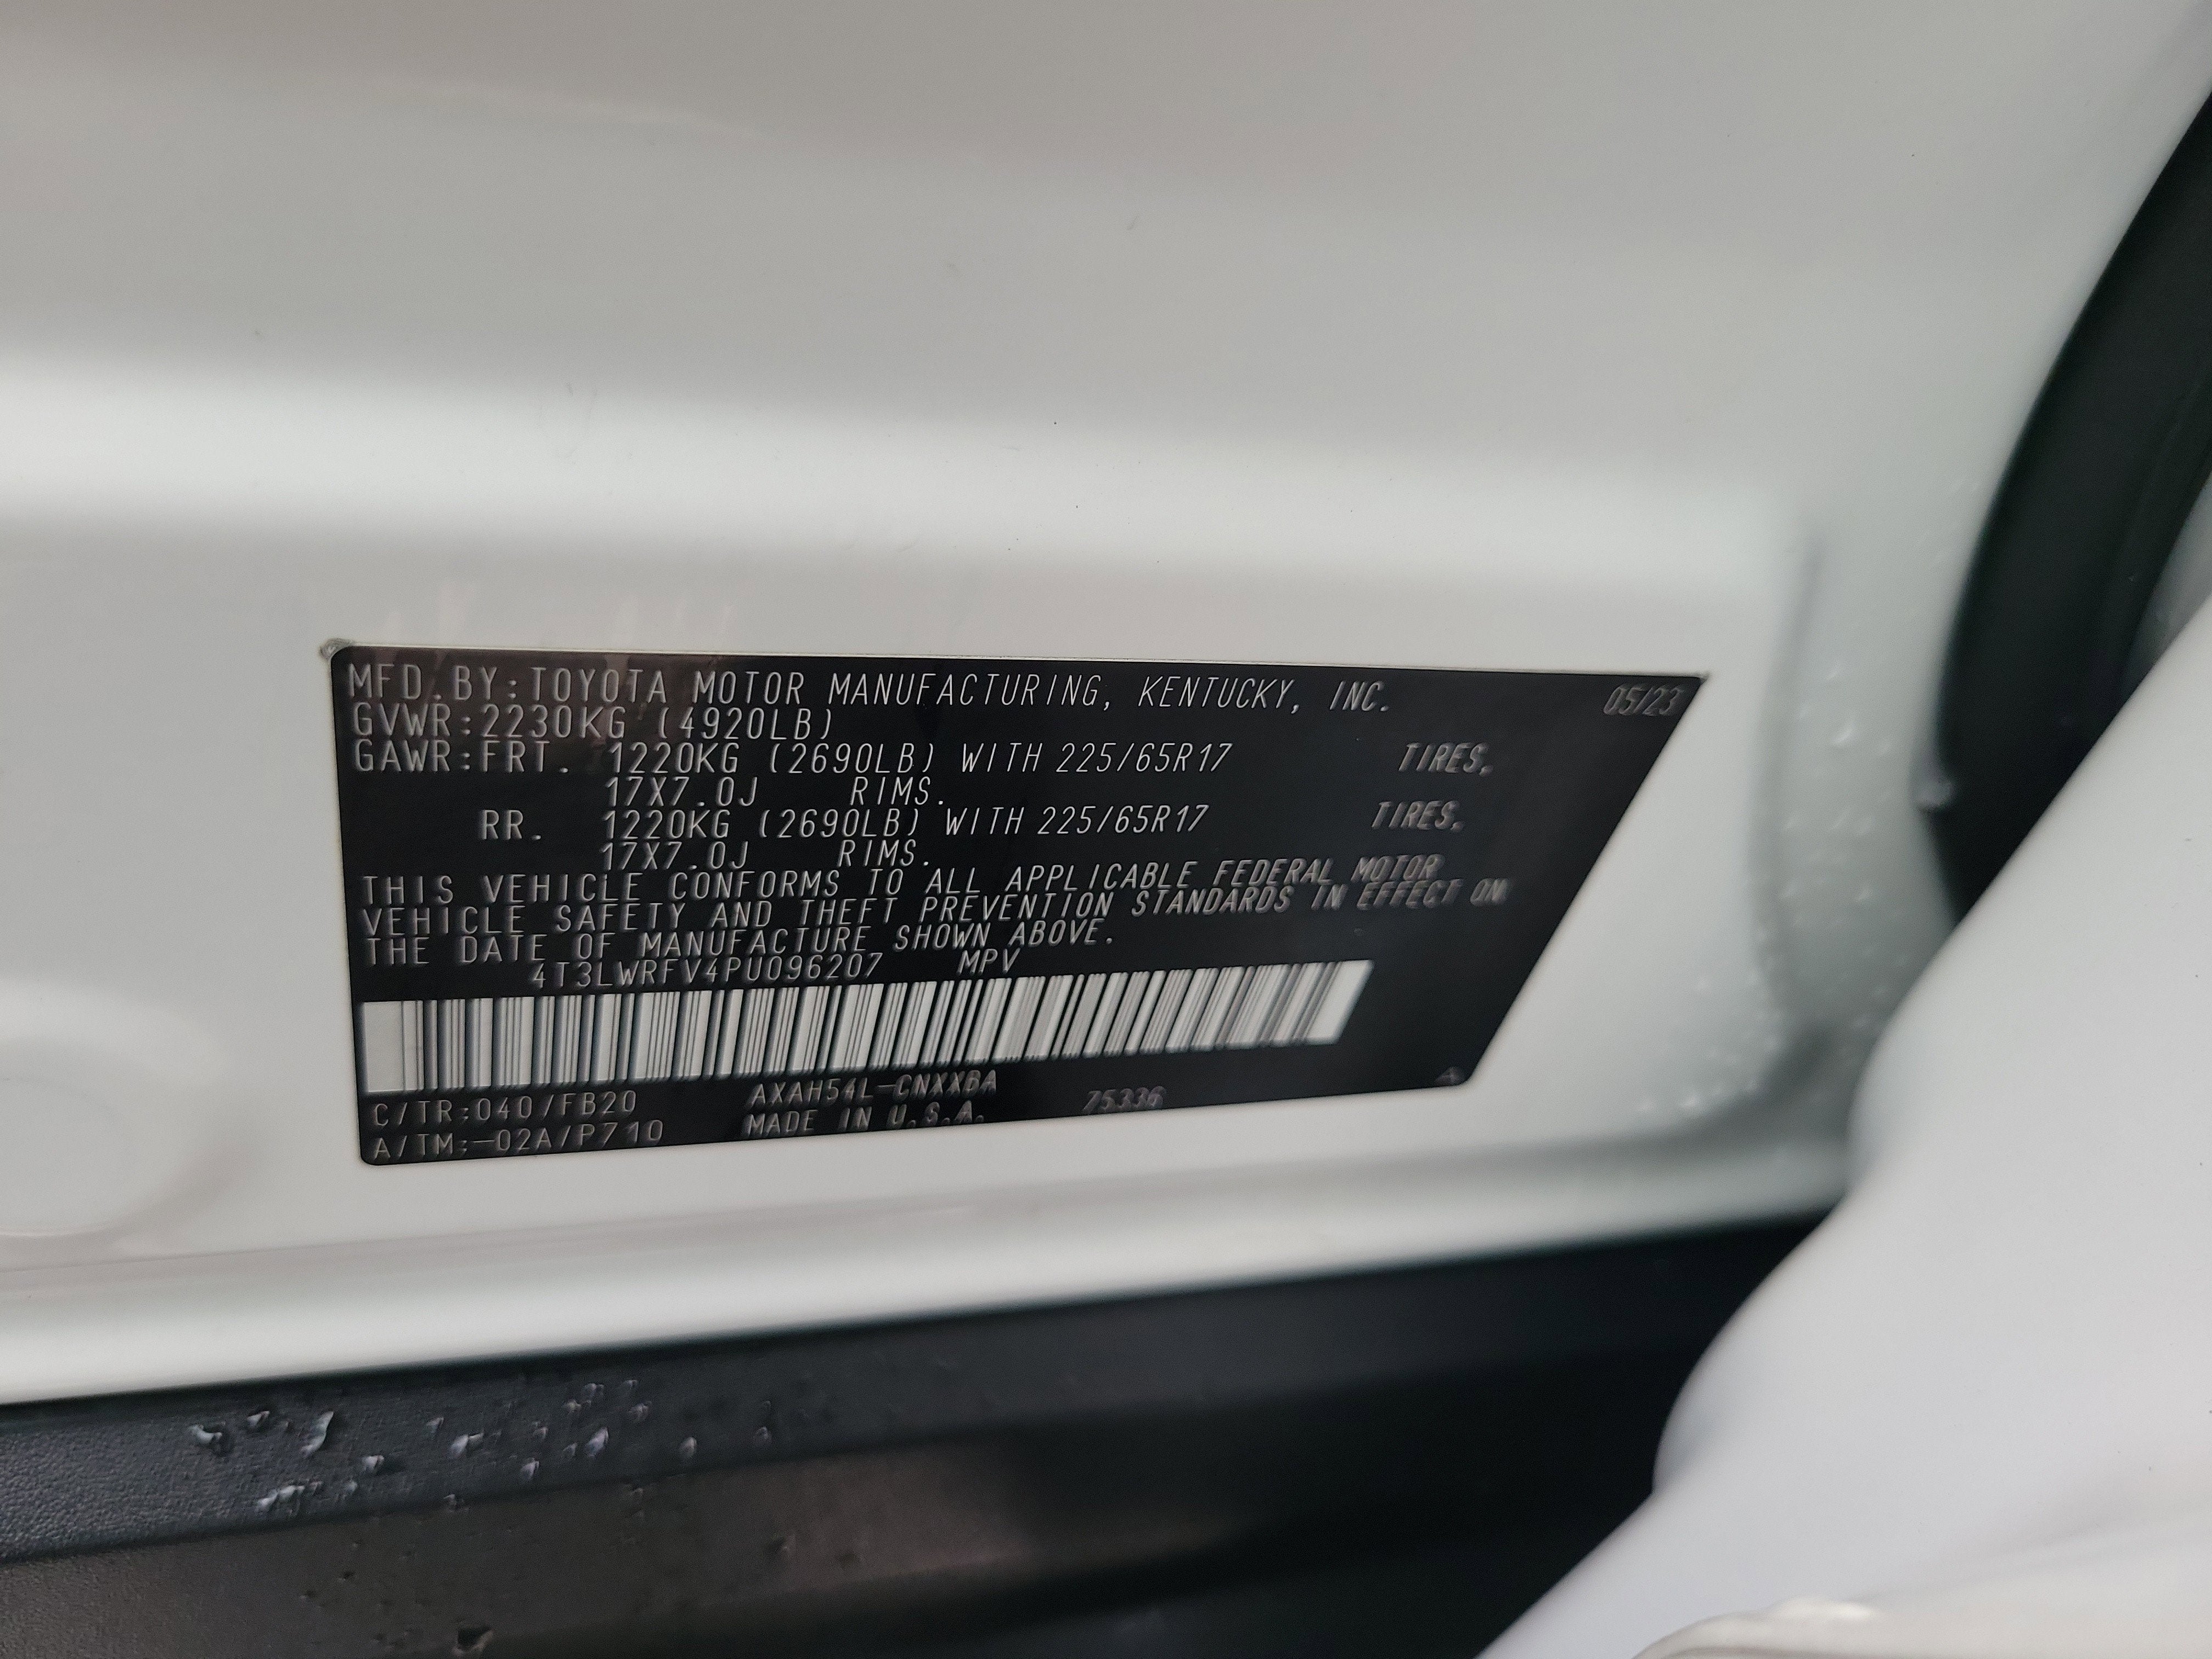 MFD.BY:TOYOTA MOTOR MANUFACTURING, KENTUCKY, INC. 05/23
GVWR:2230KG (4920LB)
GAWR:FRT. 1220KG (2690LB) WITH 225/65R17 TIRES,
17X7.0J RIMS.
RR. 1220KG (2690LB) WITH 225/65R17 TIRES,
17X7.0J RIMS.
THIS VEHICLE CONFORMS TO ALL APPLICABLE FEDERAL MOTOR
VEHICLE SAFETY AND THEFT PREVENTION STANDARDS IN EFFECT ON
THE DATE OF MANUFACTURE SHOWN ABOVE.
4T3LWRFV4PU096207 MPV
C/TR:040/FB20 AXAH54L-CNXXBA 75336
A/TM:-02A/P710 MADE IN U.S.A.